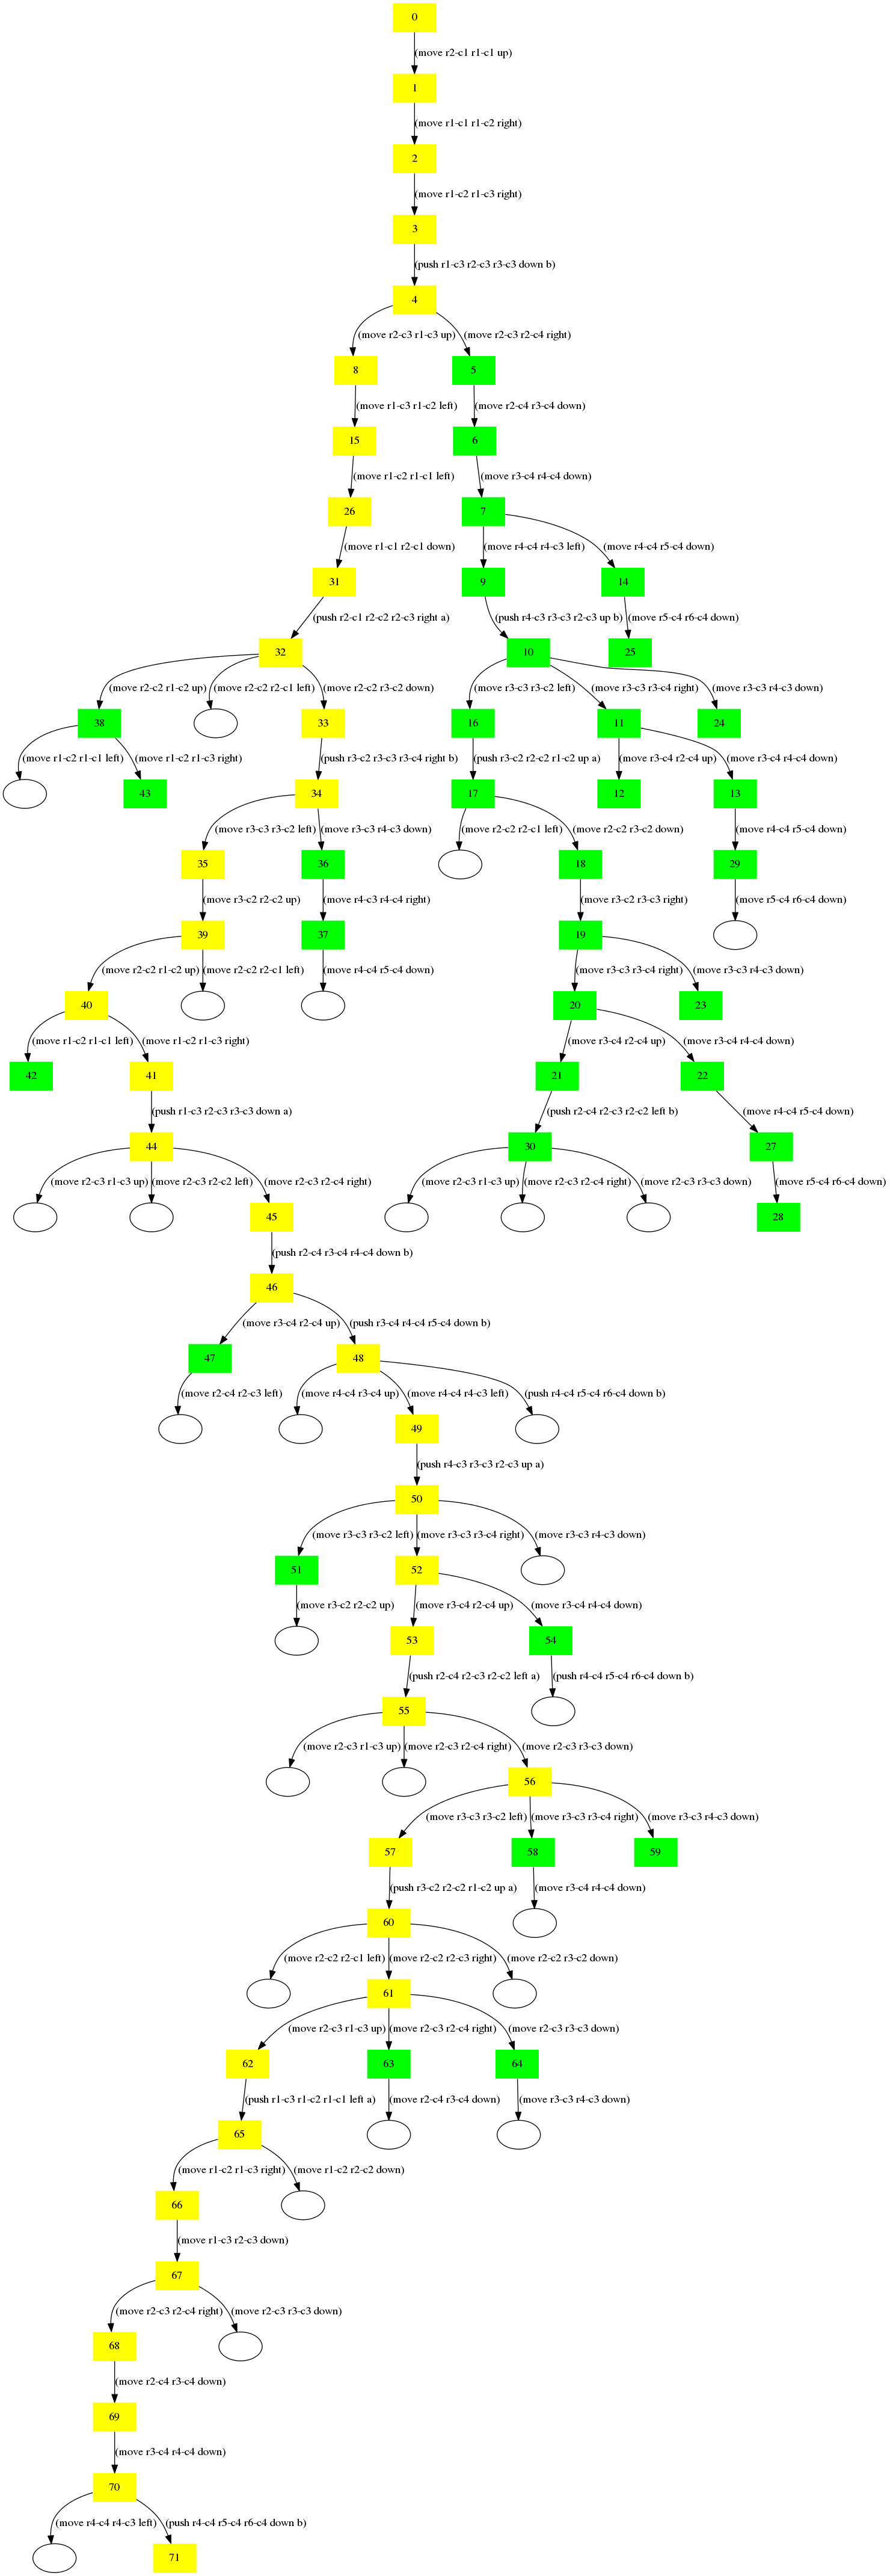 0
(move r2-c1 r1-c1 up)
1
(move r1-c1 r1-c2 right)
2
(move r1-c2 r1-c3 right)
3
(push r1-c3 r2-c3 r3-c3 down b)
4
(move r2-c3 r1-c3 up) (move r2-c3 r2-c4 right)
8 5
(move r1-c3 r1-c2 left) (move r2-c4 r3-c4 down)
15 6
(move r1-c2 r1-c1 left) (move r3-c4 r4-c4 down)
26 7
(move r1-c1 r2-c1 down) (move r4-c4 r4-c3 left) (move r4-c4 r5-c4 down)
31 9 14
(push r2-c1 r2-c2 r2-c3 right a) (push r4-c3 r3-c3 r2-c3 up b) (move r5-c4 r6-c4 down)
32 10 25
(move r2-c2 r1-c2 up) (move r2-c2 r2-c1 left) (move r2-c2 r3-c2 down) (move r3-c3 r3-c2 left) (move r3-c3 r3-c4 right) (move r3-c3 r4-c3 down)
38 33 16 11 24
(move r1-c2 r1-c1 left) (move r1-c2 r1-c3 right) (push r3-c2 r3-c3 r3-c4 right b) (push r3-c2 r2-c2 r1-c2 up a) (move r3-c4 r2-c4 up) (move r3-c4 r4-c4 down)
43 34 17 12 13
(move r3-c3 r3-c2 left) (move r3-c3 r4-c3 down) (move r2-c2 r2-c1 left) (move r2-c2 r3-c2 down) (move r4-c4 r5-c4 down)
35 36 18 29
(move r3-c2 r2-c2 up) (move r4-c3 r4-c4 right) (move r3-c2 r3-c3 right) (move r5-c4 r6-c4 down)
39 37 19
(move r2-c2 r1-c2 up) (move r2-c2 r2-c1 left) (move r4-c4 r5-c4 down) (move r3-c3 r3-c4 right) (move r3-c3 r4-c3 down)
40 20 23
(move r1-c2 r1-c1 left) (move r1-c2 r1-c3 right) (move r3-c4 r2-c4 up) (move r3-c4 r4-c4 down)
42 41 21 22
(push r1-c3 r2-c3 r3-c3 down a) (push r2-c4 r2-c3 r2-c2 left b) (move r4-c4 r5-c4 down)
44 30 27
(move r2-c3 r1-c3 up) (move r2-c3 r2-c2 left) (move r2-c3 r2-c4 right) (move r2-c3 r1-c3 up) (move r2-c3 r2-c4 right) (move r2-c3 r3-c3 down) (move r5-c4 r6-c4 down)
45 28
(push r2-c4 r3-c4 r4-c4 down b)
46
(move r3-c4 r2-c4 up) (push r3-c4 r4-c4 r5-c4 down b)
47 48
(move r2-c4 r2-c3 left) (move r4-c4 r3-c4 up) (move r4-c4 r4-c3 left) (push r4-c4 r5-c4 r6-c4 down b)
49
(push r4-c3 r3-c3 r2-c3 up a)
50
(move r3-c3 r3-c2 left) (move r3-c3 r3-c4 right) (move r3-c3 r4-c3 down)
51 52
(move r3-c2 r2-c2 up) (move r3-c4 r2-c4 up) (move r3-c4 r4-c4 down)
53 54
(push r2-c4 r2-c3 r2-c2 left a) (push r4-c4 r5-c4 r6-c4 down b)
55
(move r2-c3 r1-c3 up) (move r2-c3 r2-c4 right) (move r2-c3 r3-c3 down)
56
(move r3-c3 r3-c2 left) (move r3-c3 r3-c4 right) (move r3-c3 r4-c3 down)
57 58 59
(push r3-c2 r2-c2 r1-c2 up a) (move r3-c4 r4-c4 down)
60
(move r2-c2 r2-c1 left) (move r2-c2 r2-c3 right) (move r2-c2 r3-c2 down)
61
(move r2-c3 r1-c3 up) (move r2-c3 r2-c4 right) (move r2-c3 r3-c3 down)
62 63 64
(push r1-c3 r1-c2 r1-c1 left a) (move r2-c4 r3-c4 down) (move r3-c3 r4-c3 down)
65
(move r1-c2 r1-c3 right) (move r1-c2 r2-c2 down)
66
(move r1-c3 r2-c3 down)
67
(move r2-c3 r2-c4 right) (move r2-c3 r3-c3 down)
68
(move r2-c4 r3-c4 down)
69
(move r3-c4 r4-c4 down)
70
(move r4-c4 r4-c3 left) (push r4-c4 r5-c4 r6-c4 down b)
71